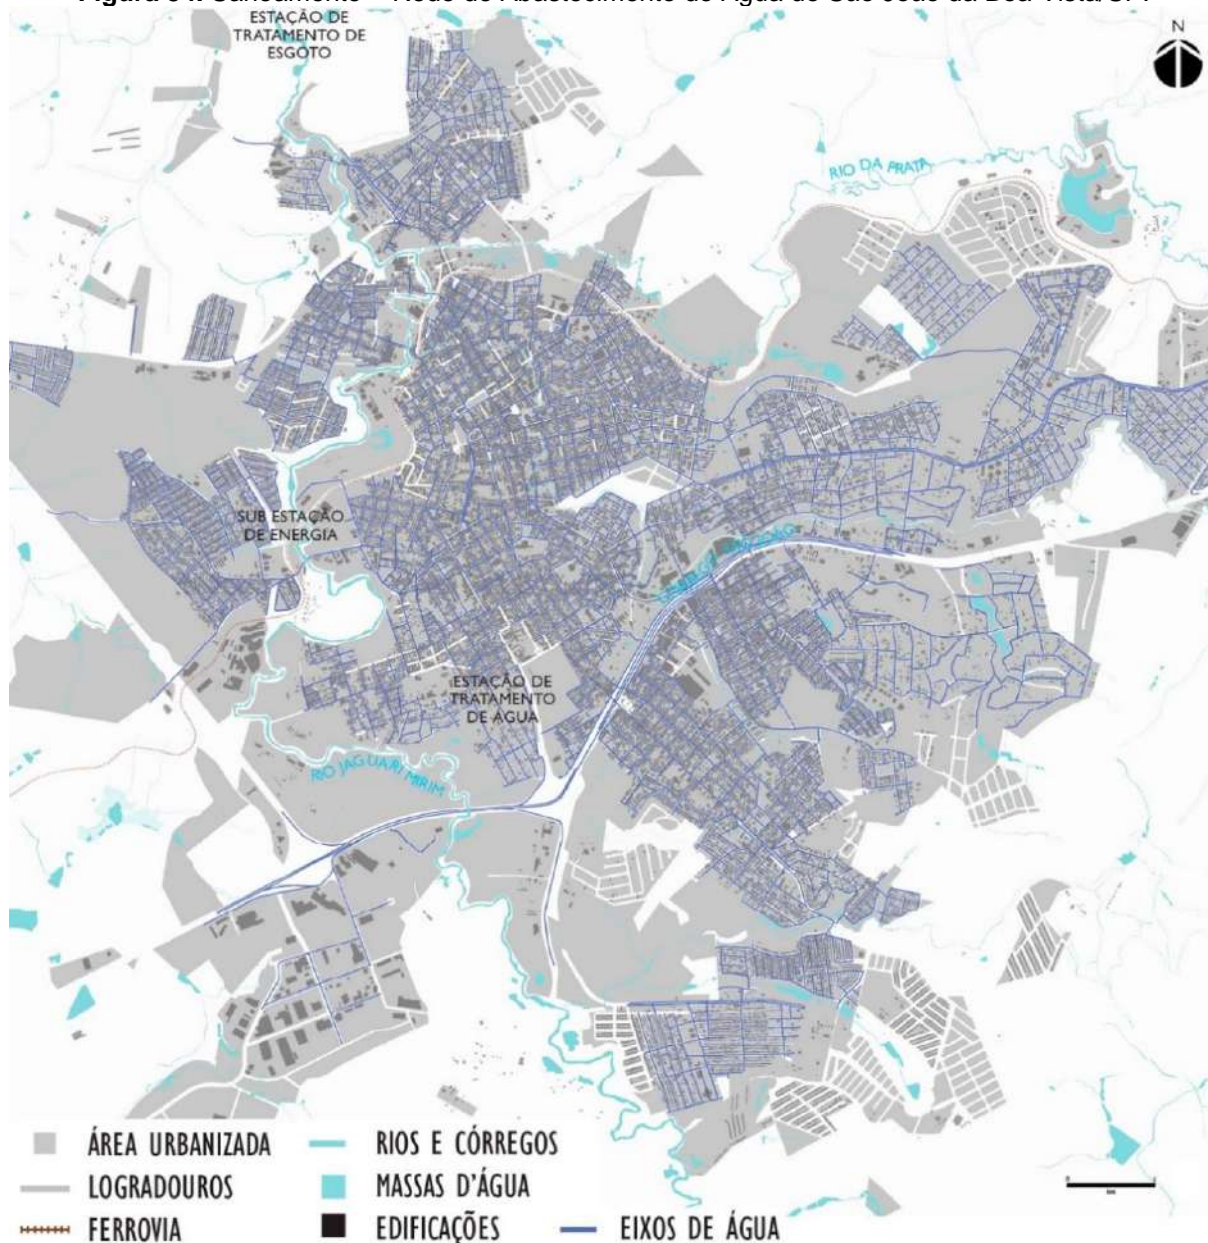 ESTAÇÃO DE
TRATAMENTO DE
ESGOTO
N
RIO DA PRATA
SUB ESTAÇÃO
DE ENERGIA
ESTAÇÃO DE
TRATAMENTO
DE ÁGUA
RIO JAGUARI MIRIM
ÁREA URBANIZADA
RIOS E CÓRREGOS
LOGRADOUROS
MASSAS D'ÁGUA
FERROVIA
EDIFICAÇÕES
EIXOS DE ÁGUA